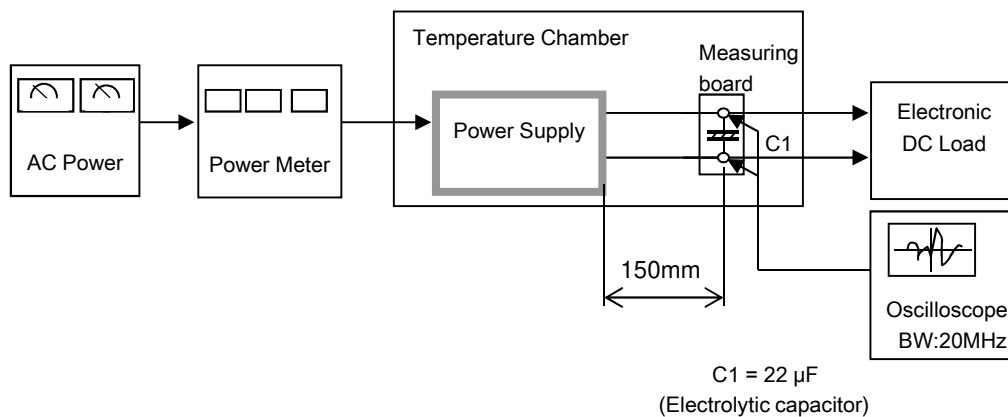 Temperature Chamber
Measuring
board
AC Power
Power Meter
Power Supply
C1
Electronic
DC Load
150mm
Oscilloscope
BW:20MHz
C1 = 22 µF
(Electrolytic capacitor)